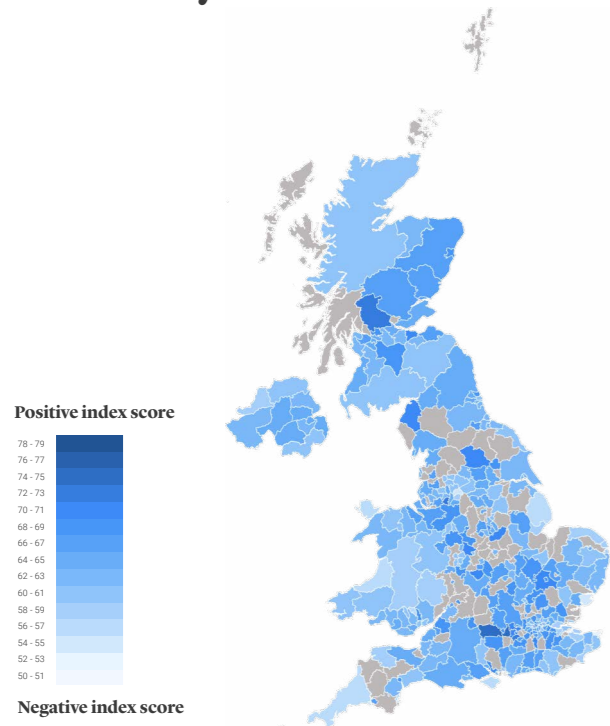 Positive index score
78 - 79
76 - 77
74 - 75
72 - 73
70 - 71
68 - 69
66 - 67
64 - 65
62 - 63
60 - 61
58 - 59
56 - 57
54 - 55
52 - 53
50 - 51
Negative index score